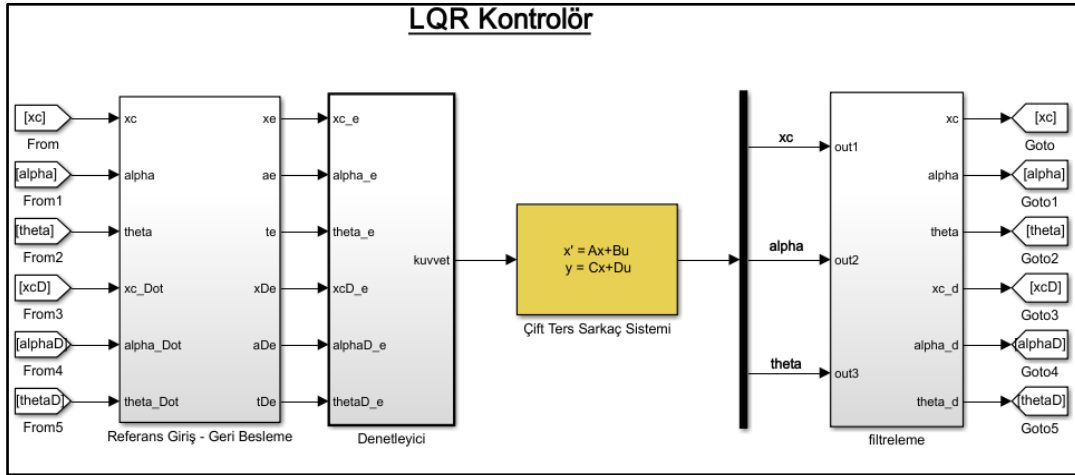 LQR Kontrolör
[xc]
From
[alpha]
From1
[theta]
From2
[xcD]
From3
[alphaD]
From4
[thetaD]
From5
xc
alpha
theta
xc_Dot
alpha_Dot
theta_Dot
xe
ae
te
xDe
aDe
tDe
Referans Giriş - Geri Besleme
xc_e
alpha_e
theta_e
xcD_e
alphaD_e
thetaD_e
kuvvet
Denetleyici
x' = Ax+Bu
y = Cx+Du
Çift Ters Sarkaç Sistemi
xc
alpha
theta
out1
out2
out3
xc
alpha
theta
xc_d
alpha_d
theta_d
filtreleme
[xc]
Goto
[alpha]
Goto1
[theta]
Goto2
[xcD]
Goto3
[alphaD]
Goto4
[thetaD]
Goto5